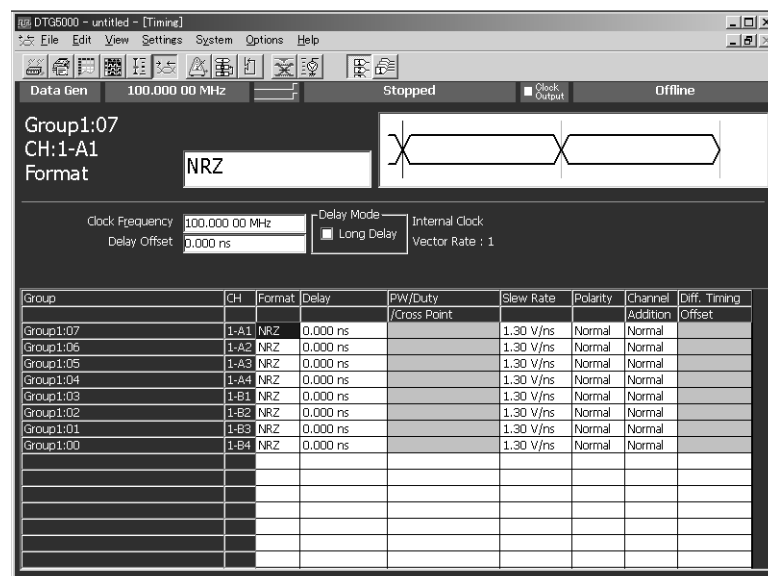 DTG5000 - untitled - [Timing]
File Edit View Settings System Options Help
Data Gen 100.000 00 MHz Stopped Clock Output Offline
Group1:07
CH:1-A1
Format NRZ
Clock Frequency 100.000 00 MHz Delay Mode Internal Clock
Delay Offset 0.000 ns Long Delay Vector Rate : 1
Group CH Format Delay PW/Duty Slew Rate Polarity Channel Diff. Timing
/Cross Point Addition Offset
Group1:07 1-A1 NRZ 0.000 ns 1.30 V/ns Normal Normal
Group1:06 1-A2 NRZ 0.000 ns 1.30 V/ns Normal Normal
Group1:05 1-A3 NRZ 0.000 ns 1.30 V/ns Normal Normal
Group1:04 1-A4 NRZ 0.000 ns 1.30 V/ns Normal Normal
Group1:03 1-B1 NRZ 0.000 ns 1.30 V/ns Normal Normal
Group1:02 1-B2 NRZ 0.000 ns 1.30 V/ns Normal Normal
Group1:01 1-B3 NRZ 0.000 ns 1.30 V/ns Normal Normal
Group1:00 1-B4 NRZ 0.000 ns 1.30 V/ns Normal Normal